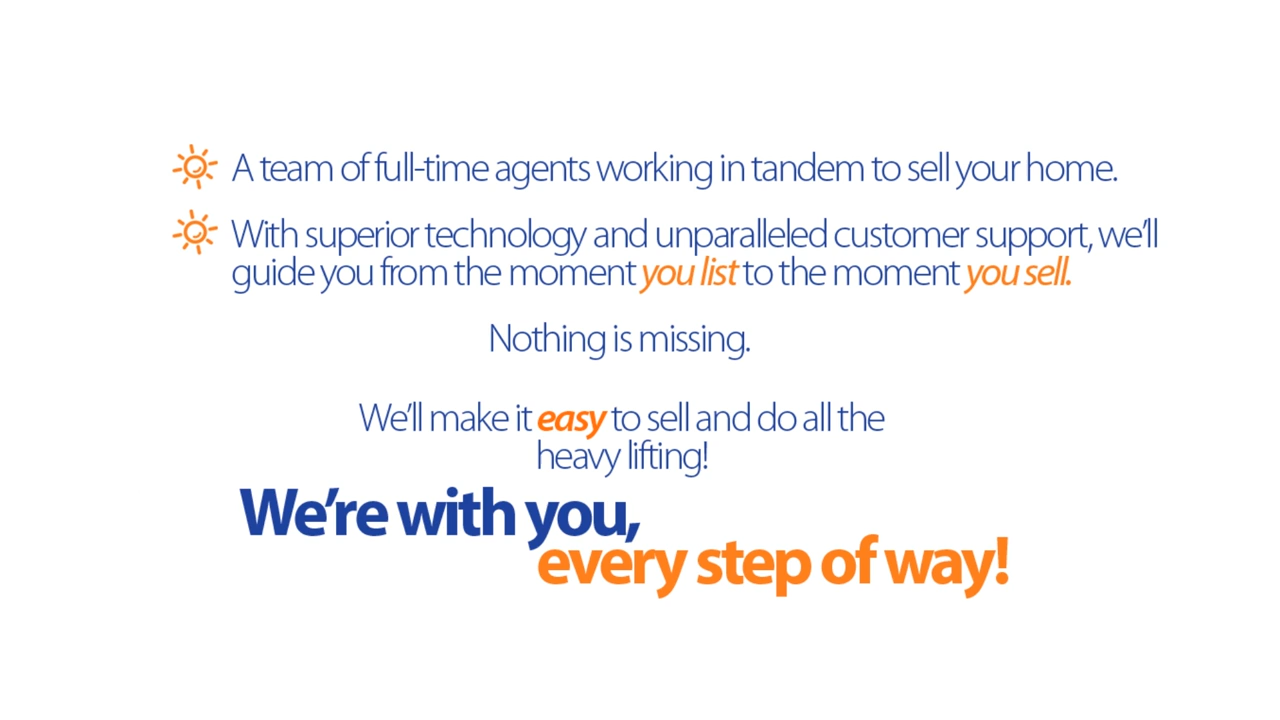 A team of full-time agents working in tandem to sell your home.
With superior technology and unparalleled customer support, we'll
guide you from the moment you list to the moment you sell.
Nothing is missing.
We'll make it easy to sell and do all the
heavy lifting!
We're with you,
every step of way!